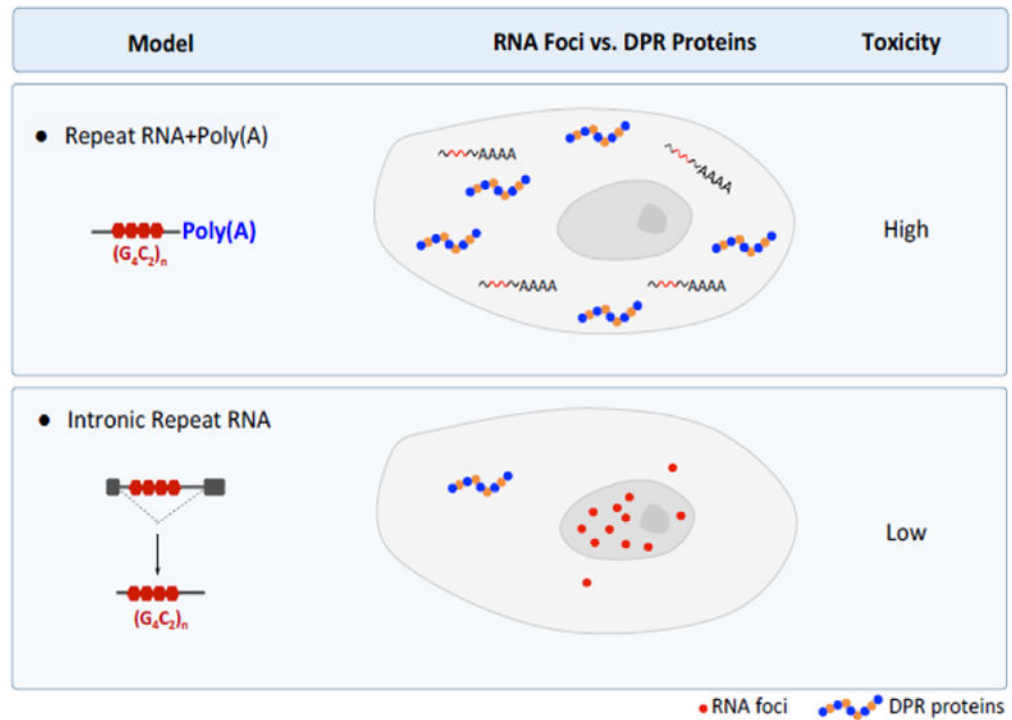 Model RNA Foci vs. DPR Proteins Toxicity
● Repeat RNA+Poly(A)
AAAA
AAAA
Poly(A)
(G₄C₂)ₙ
High
AAAA AAAA
● Intronic Repeat RNA
Low
(G₄C₂)ₙ
RNA foci DPR proteins